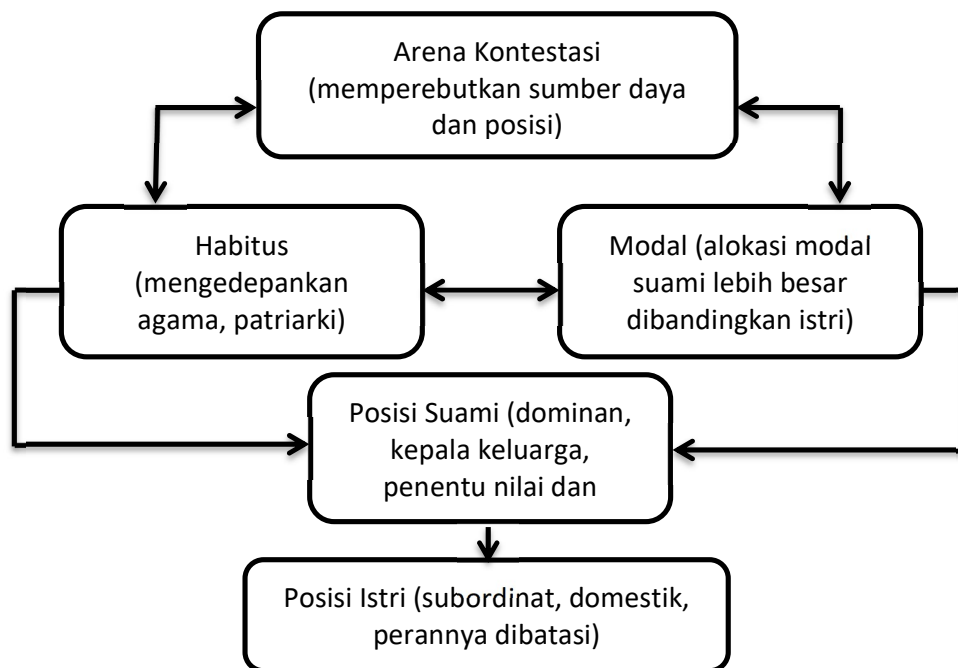 Arena Kontestasi
(memperebutkan sumber daya
dan posisi)
Habitus
(mengedepankan
agama, patriarki)
Modal (alokasi modal
suami lebih besar
dibandingkan istri)
Posisi Suami (dominan,
kepala keluarga,
penentu nilai dan
Posisi Istri (subordinat, domestik,
perannya dibatasi)